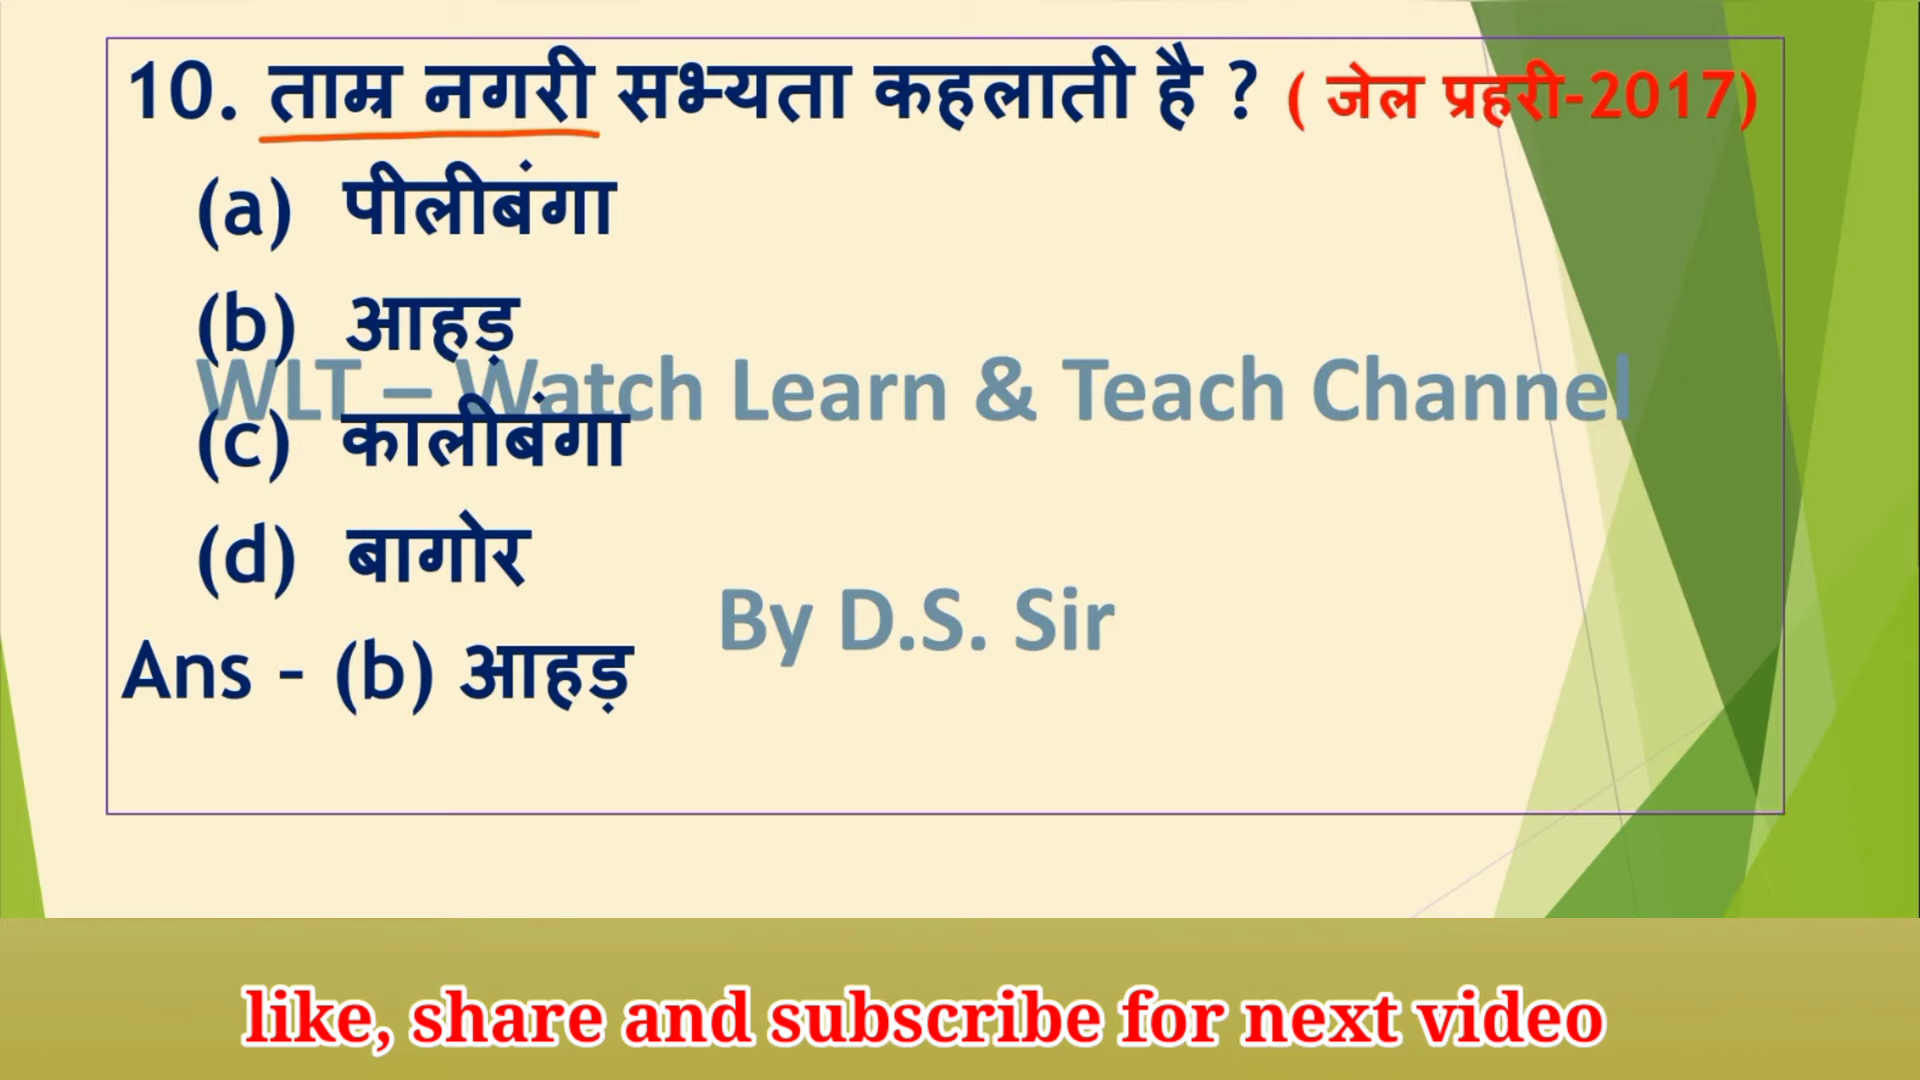 10. ताम्र नगरी सभ्यता कहलाती है ? ( जेल प्रहरी-2017)
(a) पीलीबंगा
(b) आहड़
WLT – Watch Learn & Teach Channel
(c) कालीबंगा
(d) बागोर
By D.S. Sir
Ans - (b) आहड़
like, share and subscribe for next video